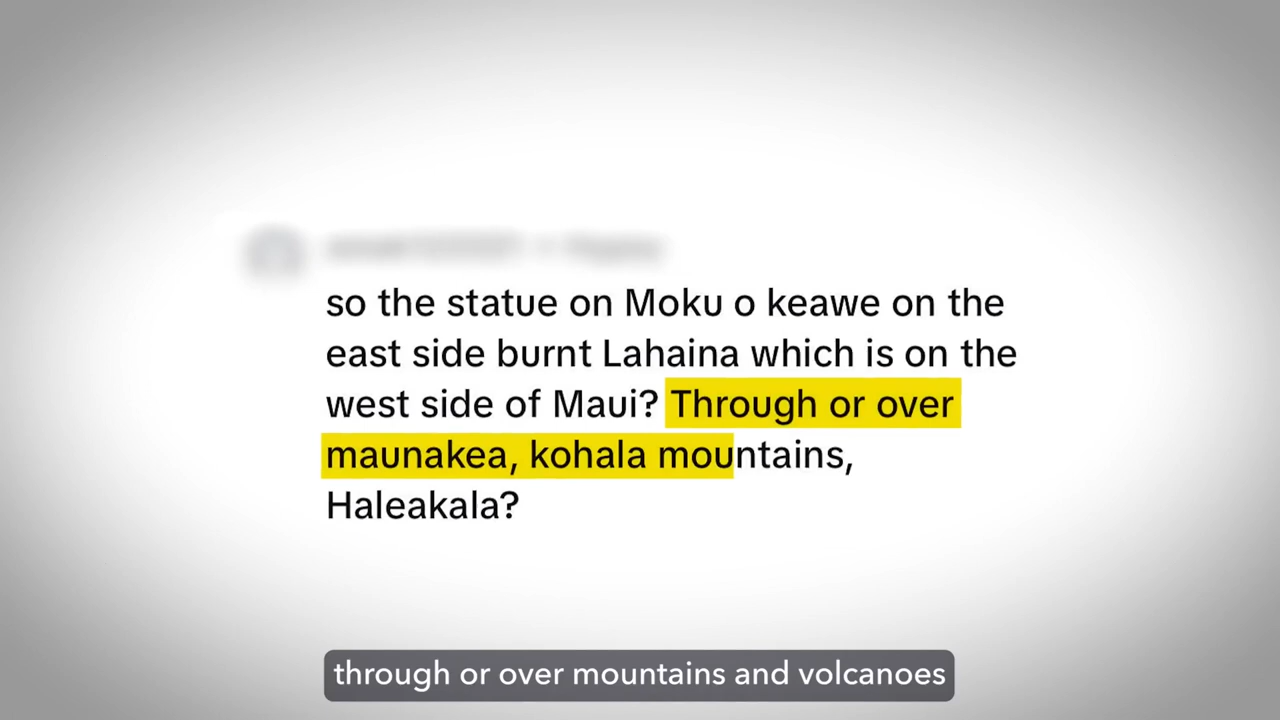 so the statue on Moku o keawe on the
east side burnt Lahaina which is on the
west side of Maui? Through or over
maunakea, kohala mountains,
Haleakala?
through or over mountains and volcanoes